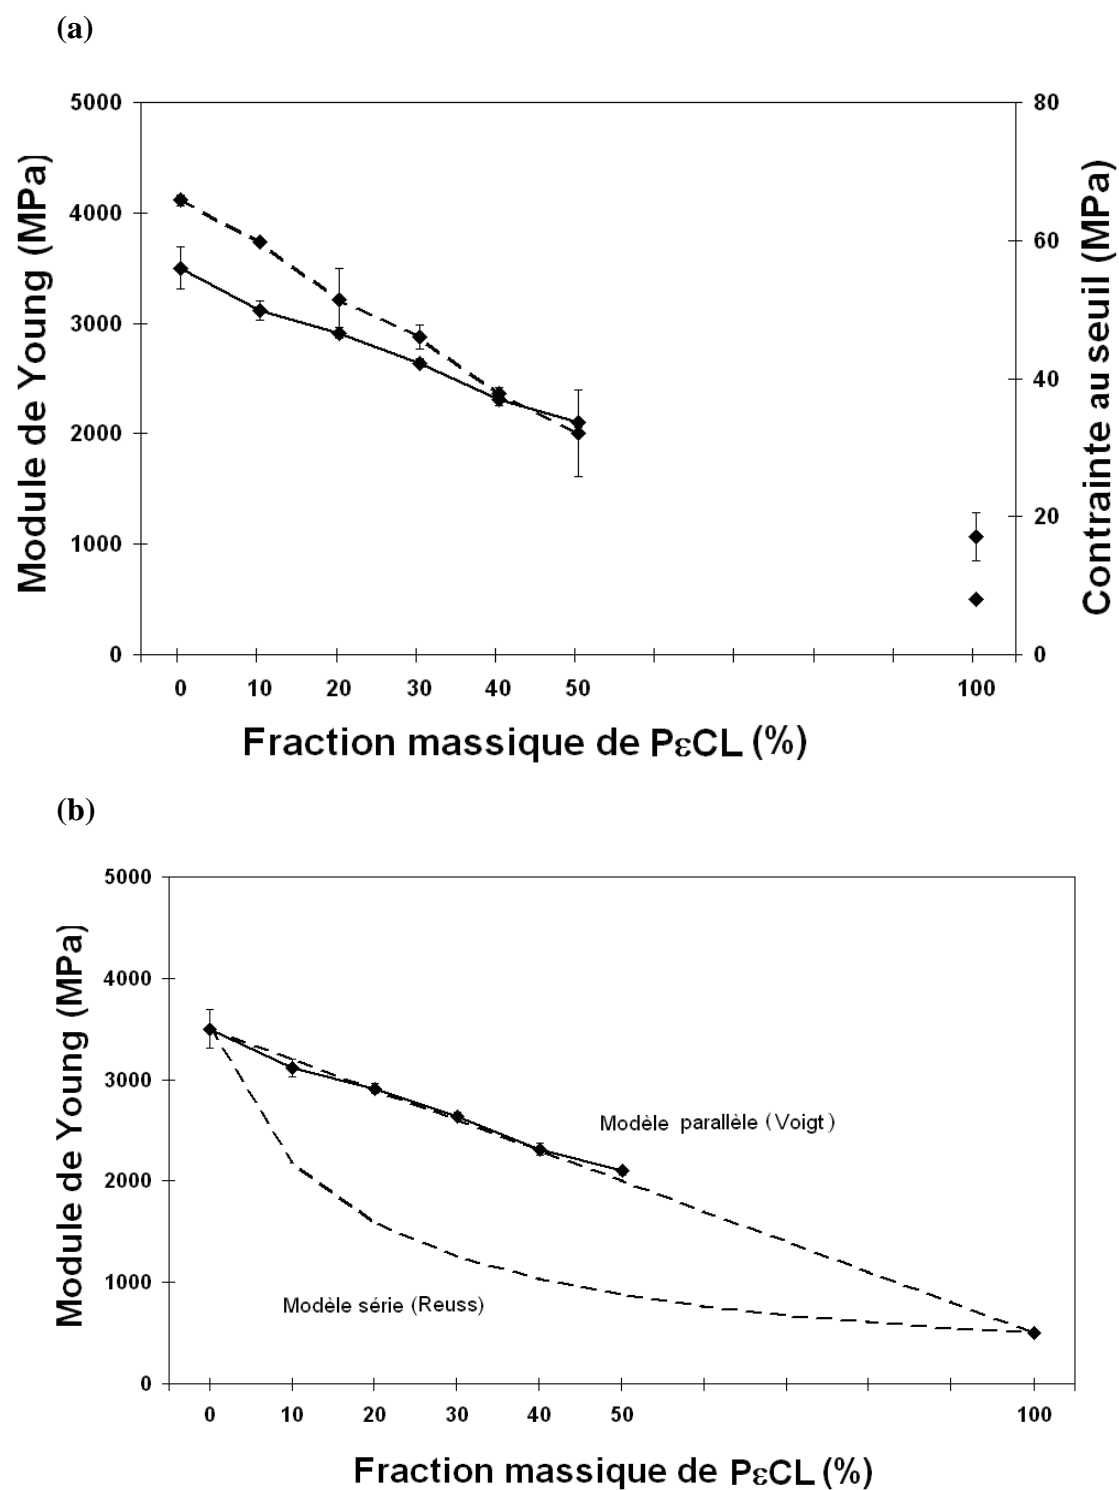 (a)
5000
4000
3000
2000
1000
0
Module de Young (MPa)
80
60
40
20
0
Contrainte au seuil (MPa)
0 10 20 30 40 50 100
Fraction massique de PεCL (%)
(b)
5000
4000
3000
2000
1000
0
Module de Young (MPa)
Modèle parallèle (Voigt)
Modèle série (Reuss)
0 10 20 30 40 50 100
Fraction massique de PεCL (%)